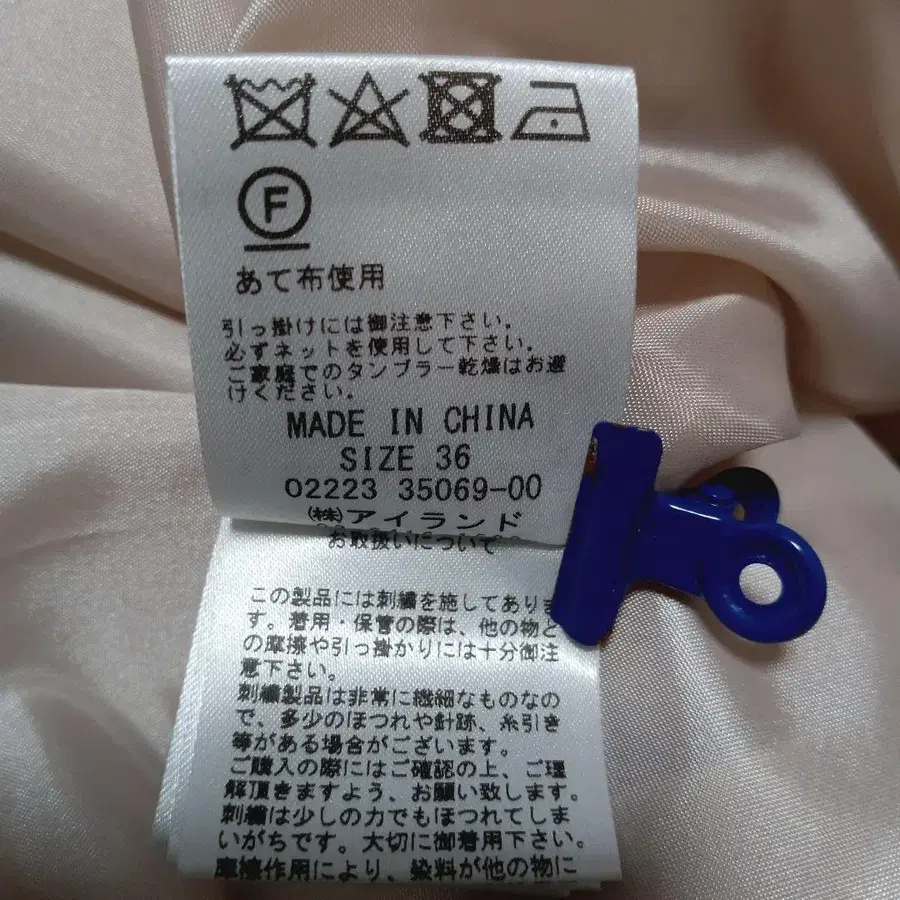 F
あて布使用
引っ掛けには御注意下さい。
必ずネットを使用して下さい。
ご家庭でのタンブラー乾燥はお避
けください。
MADE IN CHINA
SIZE 36
02223 35069-00
㈱アイランド
お取扱いについて
この製品には刺繍を施してありま
す。着用・保管の際は、他の物と
の摩擦や引っ掛かりには十分御注
意下さい。
刺繍製品は非常に繊細なものなの
で、多少のほつれや針跡、糸引き
等がある場合がございます。
ご購入の際にはご確認の上、ご理
解頂きますよう、お願い致します。
刺繍は少しの力でもほつれてしま
いがちです。大切に御着用下さい。
摩擦作用により、染料が他の物に